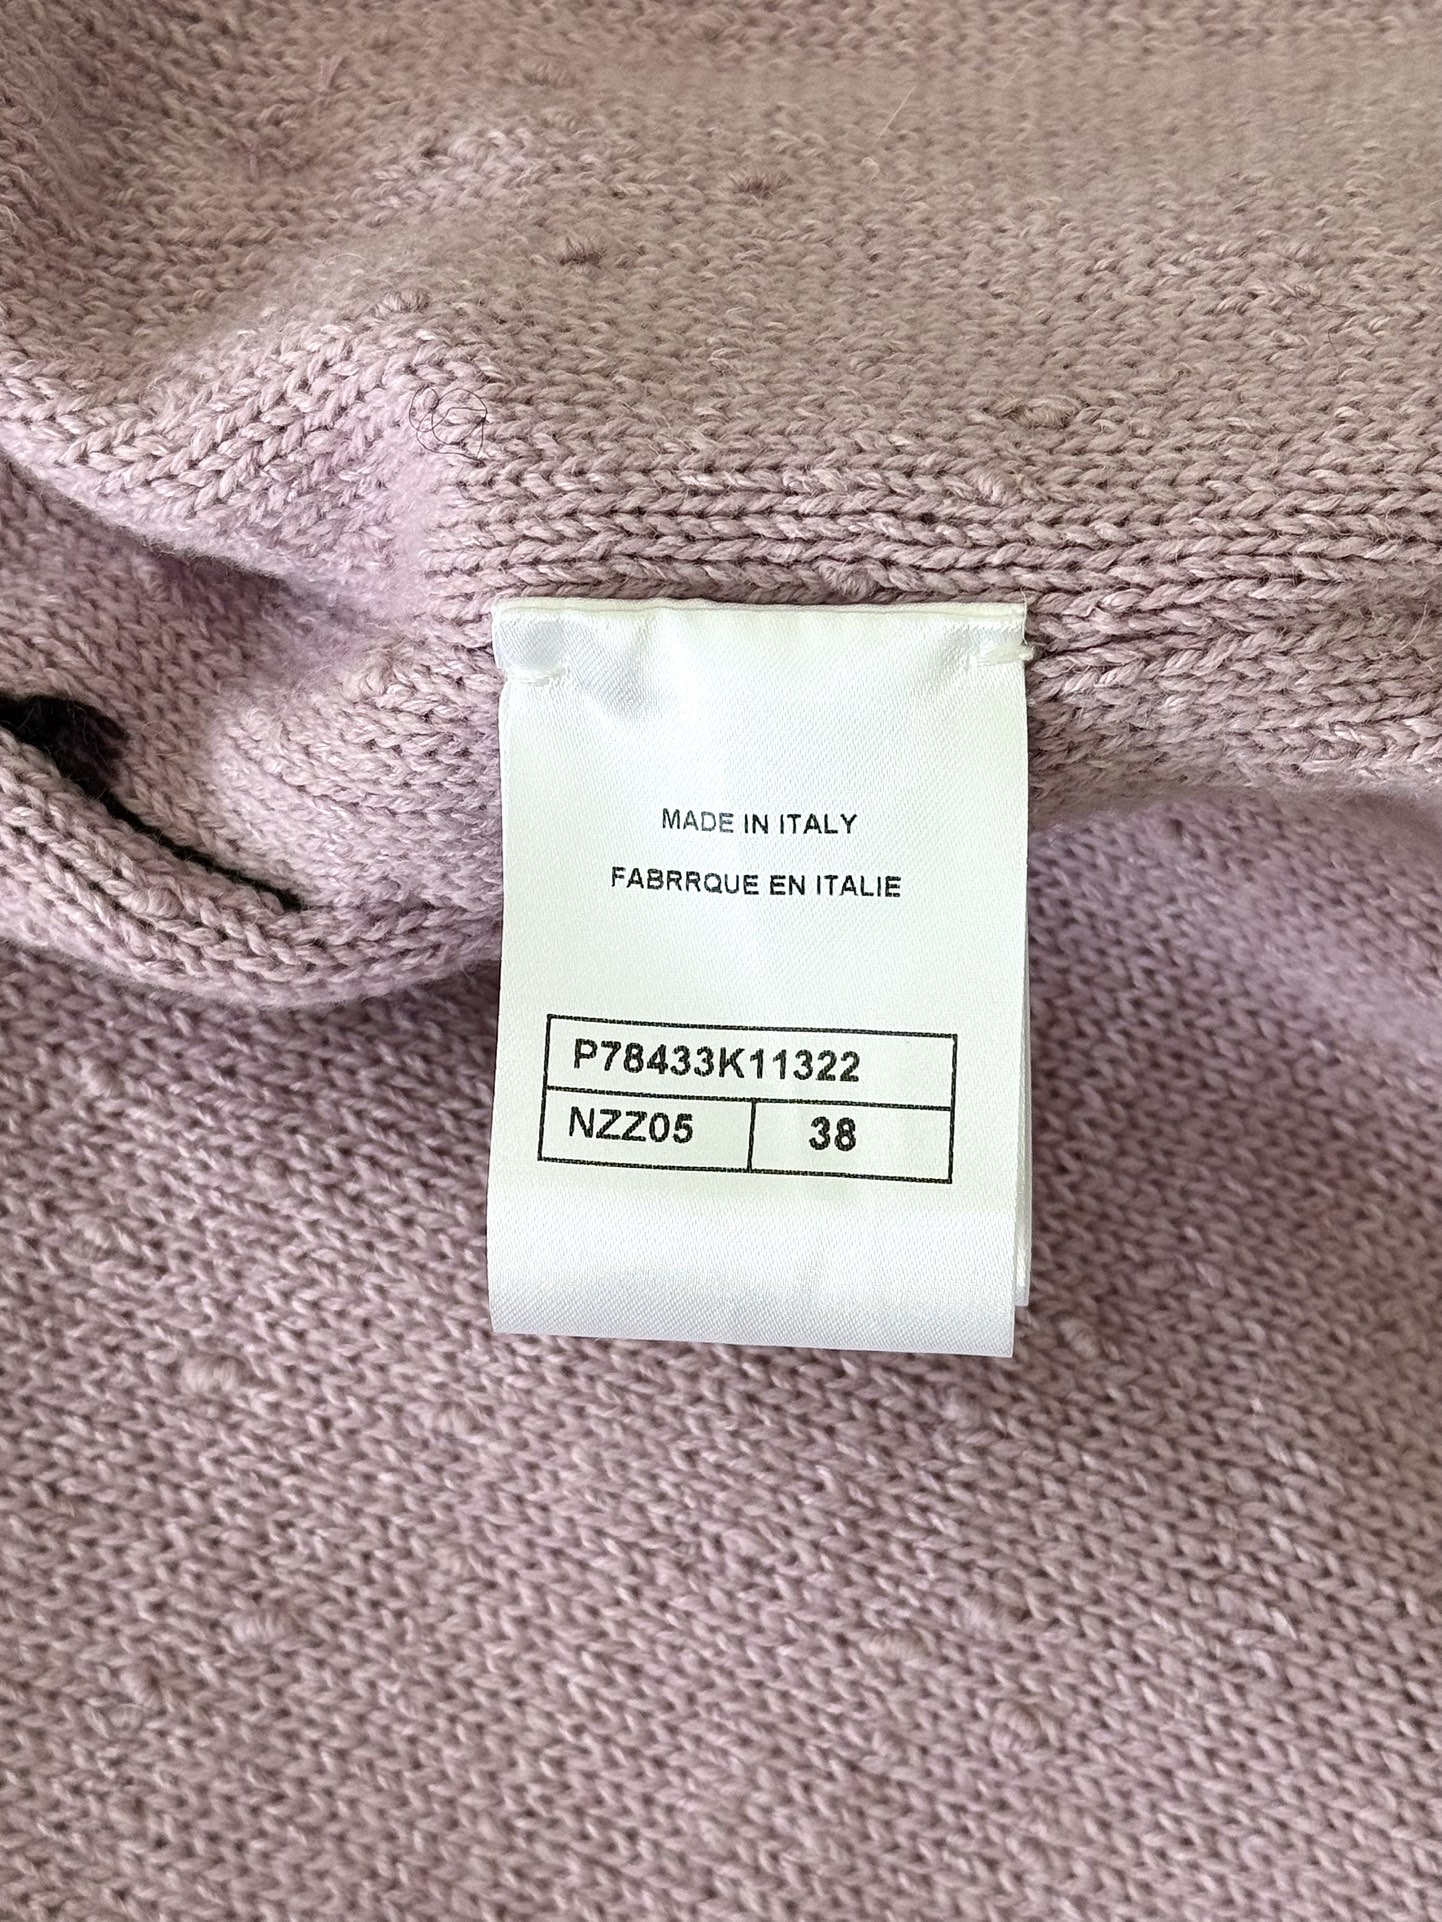 MADE IN ITALY
FABRRQUE EN ITALIE
P78433K11322
NZZ05 38